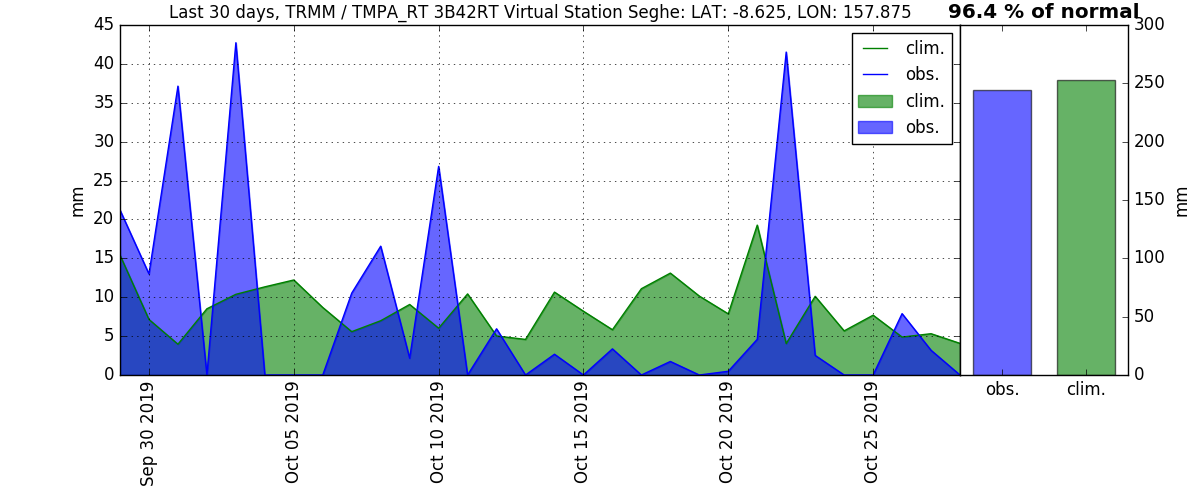 Last 30 days, TRMM / TMPA_RT 3B42RT Virtual Station Seghe: LAT: -8.625, LON: 157.875
96.4 % of normal
45
40
35
30
25
20
15
10
5
0
mm
clim.
obs.
clim.
obs.
300
250
200
150
100
50
0
mm
Sep 30 2019
Oct 05 2019
Oct 10 2019
Oct 15 2019
Oct 20 2019
Oct 25 2019
obs.
clim.